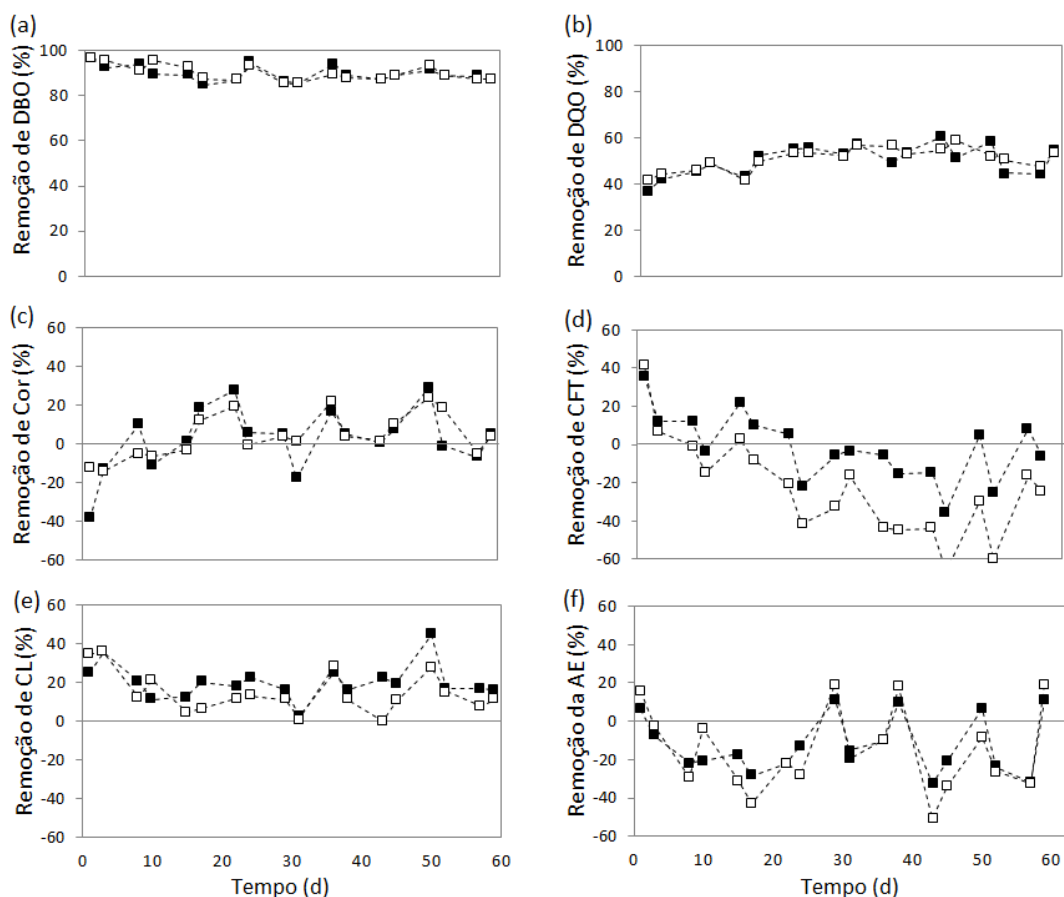 (a)
Remoção de DBO (%)
100
80
60
40
20
0
(b)
Remoção de DQO (%)
100
80
60
40
20
0
(c)
Remoção de Cor (%)
60
40
20
0
-20
-40
-60
(d)
Remoção de CFT (%)
60
40
20
0
-20
-40
-60
(e)
Remoção de CL (%)
60
40
20
0
-20
-40
-60
0 10 20 30 40 50 60
Tempo (d)
(f)
Remoção da AE (%)
60
40
20
0
-20
-40
-60
0 10 20 30 40 50 60
Tempo (d)